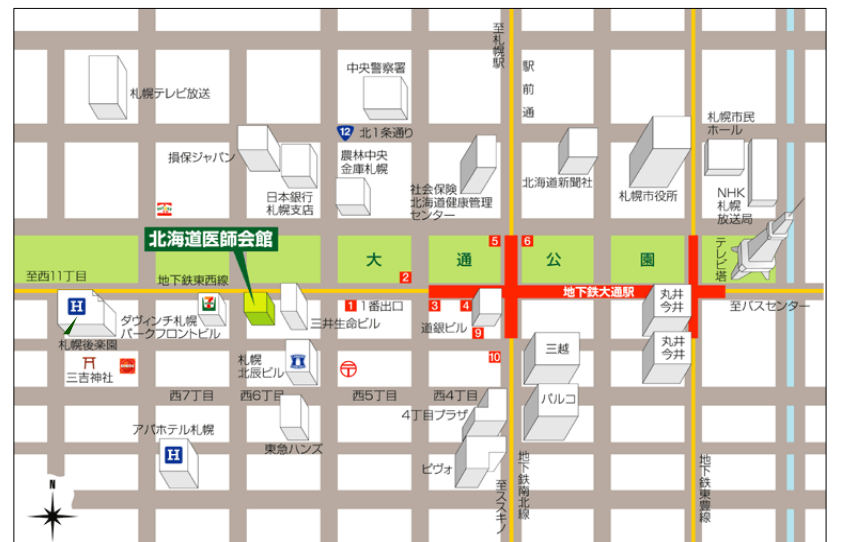 至札幌駅
駅前通
中央警察署
札幌テレビ放送
12
北1条通り
札幌市民
ホール
損保ジャパン
農林中央
金庫札幌
日本銀行
札幌支店
社会保険
北海道健康管理
センター
北海道新聞社
札幌市役所
NHK
札幌
放送局
北海道医師会館
大通公園
5
6
2
テレビ塔
至西11丁目
地下鉄東西線
地下鉄大通駅
丸井
今井
至バスセンター
H
7
1
1番出口
3
4
ダヴィンチ札幌
パークフロントビル
三井生命ビル
道銀ビル
9
札幌後楽園
三越
丸井
今井
10
三吉神社
札幌
北辰ビル
西7丁目
西6丁目
西5丁目
西4丁目
パルコ
4丁目プラザ
アパホテル札幌
H
東急ハンズ
ピヴォ
至ススキノ
地下鉄南北線
地下鉄東豊線
N